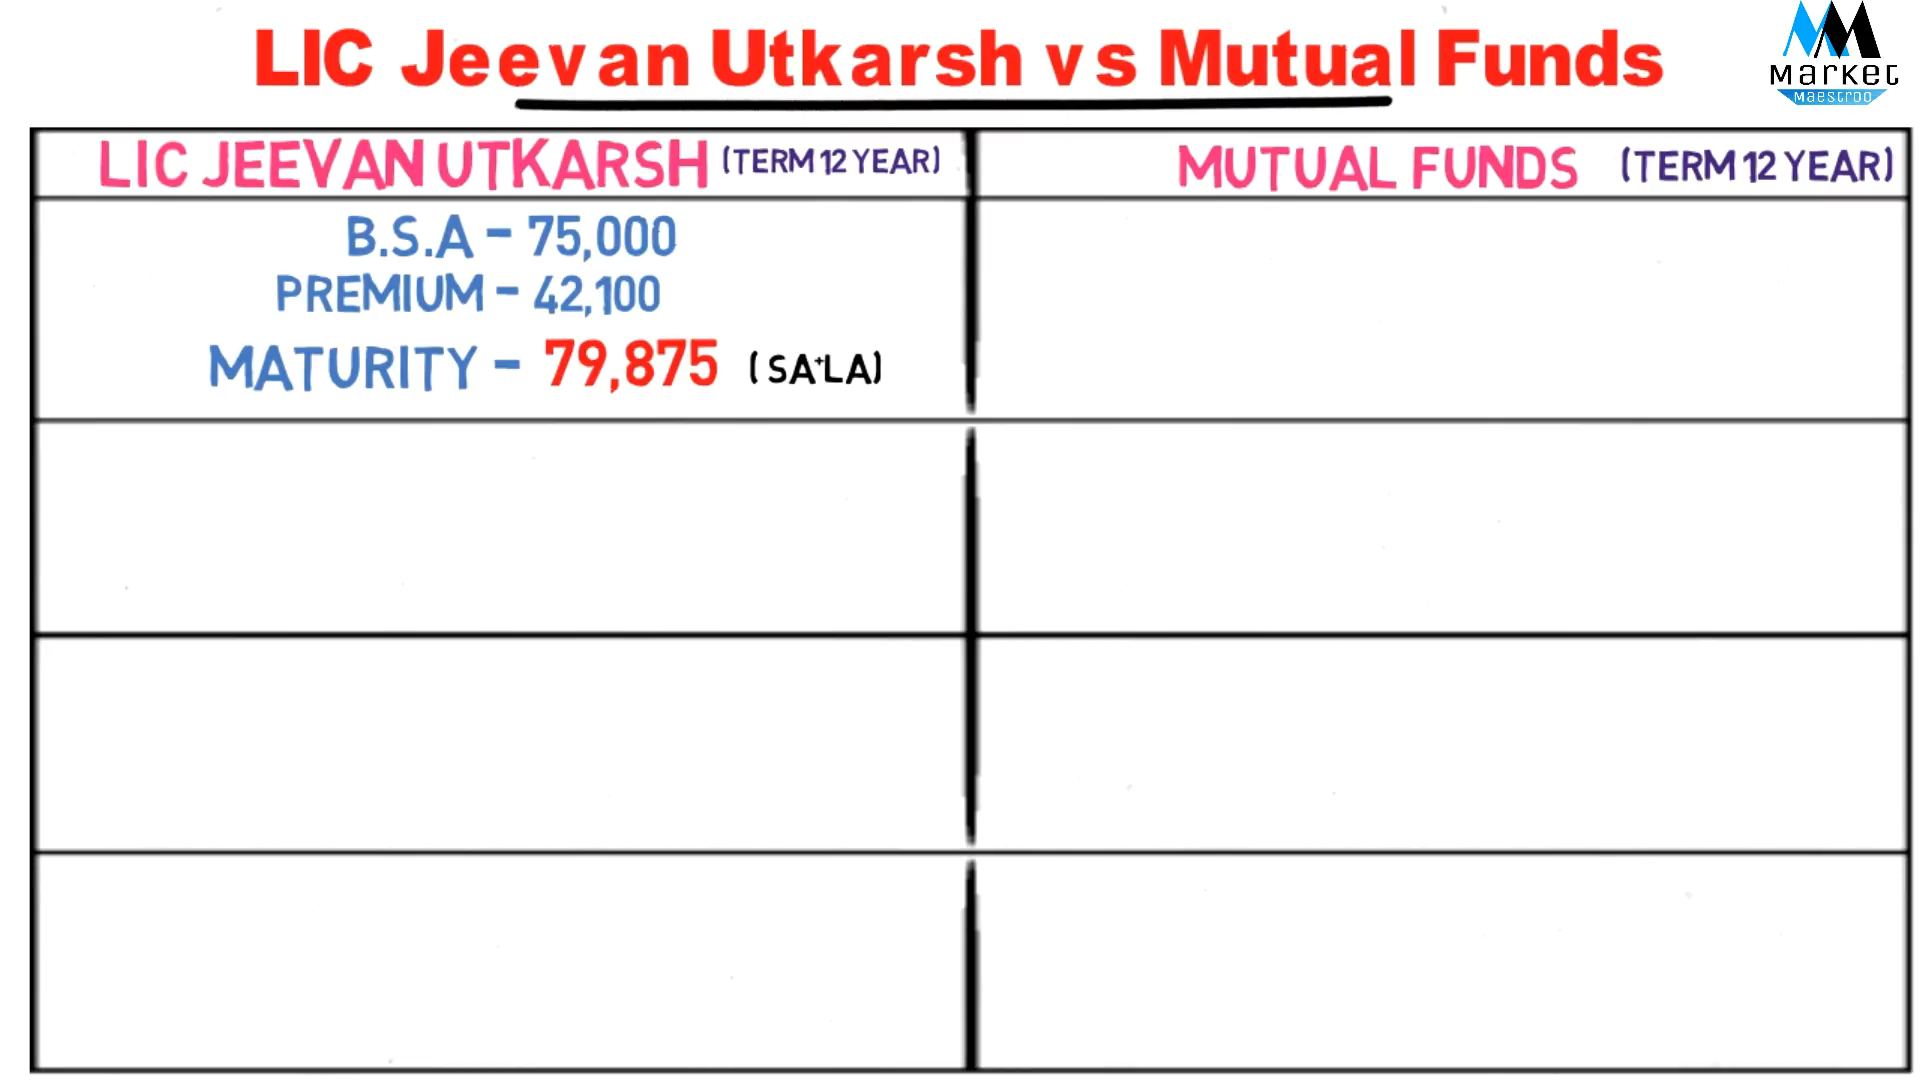 LIC Jeevan Utkarsh vs Mutual Funds
Market
Maestroo
LIC JEEVAN UTKARSH (TERM 12 YEAR)
MUTUAL FUNDS (TERM 12 YEAR)
B.S.A - 75,000
PREMIUM - 42,100
MATURITY - 79,875 (SA+LA)